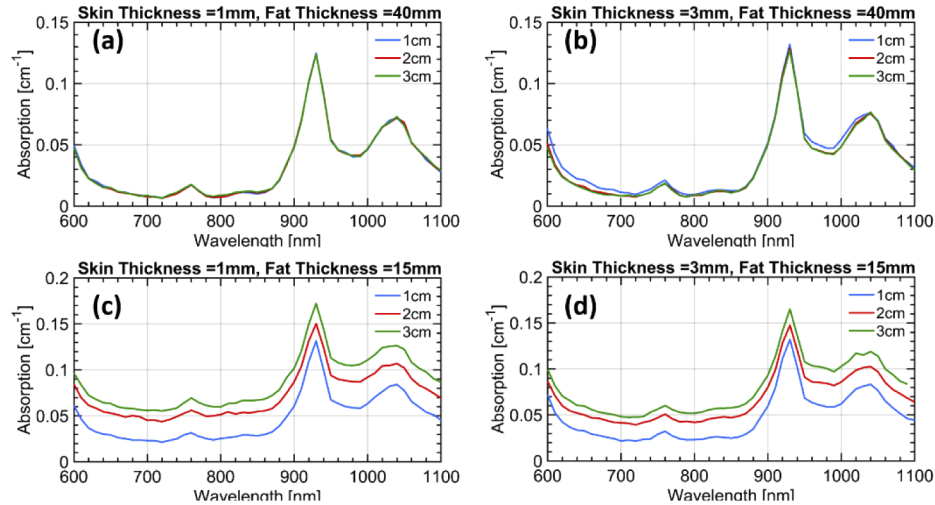 Skin Thickness =1mm, Fat Thickness =40mm
(a)
1cm
2cm
3cm
Absorption [cm-1]
0.15
0.1
0.05
0
600 700 800 900 1000 1100
Wavelength [nm]
Skin Thickness =3mm, Fat Thickness =40mm
(b)
1cm
2cm
3cm
Absorption [cm-1]
0.15
0.1
0.05
0
600 700 800 900 1000 1100
Wavelength [nm]
Skin Thickness =1mm, Fat Thickness =15mm
(c)
1cm
2cm
3cm
Absorption [cm-1]
0.2
0.15
0.1
0.05
0
600 700 800 900 1000 1100
Wavelength [nm]
Skin Thickness =3mm, Fat Thickness =15mm
(d)
1cm
2cm
3cm
Absorption [cm-1]
0.2
0.15
0.1
0.05
0
600 700 800 900 1000 1100
Wavelength [nm]